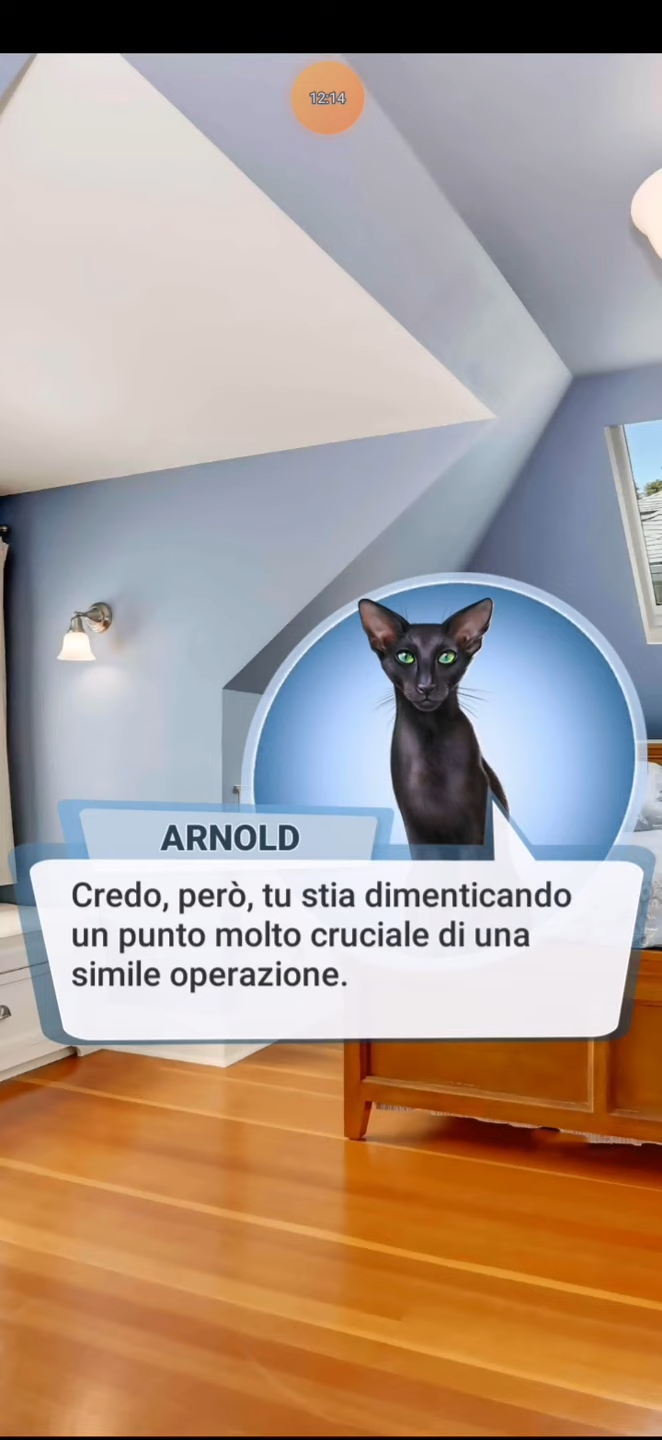 12:14
ARNOLD
Credo, però, tu stia dimenticando
un punto molto cruciale di una
simile operazione.